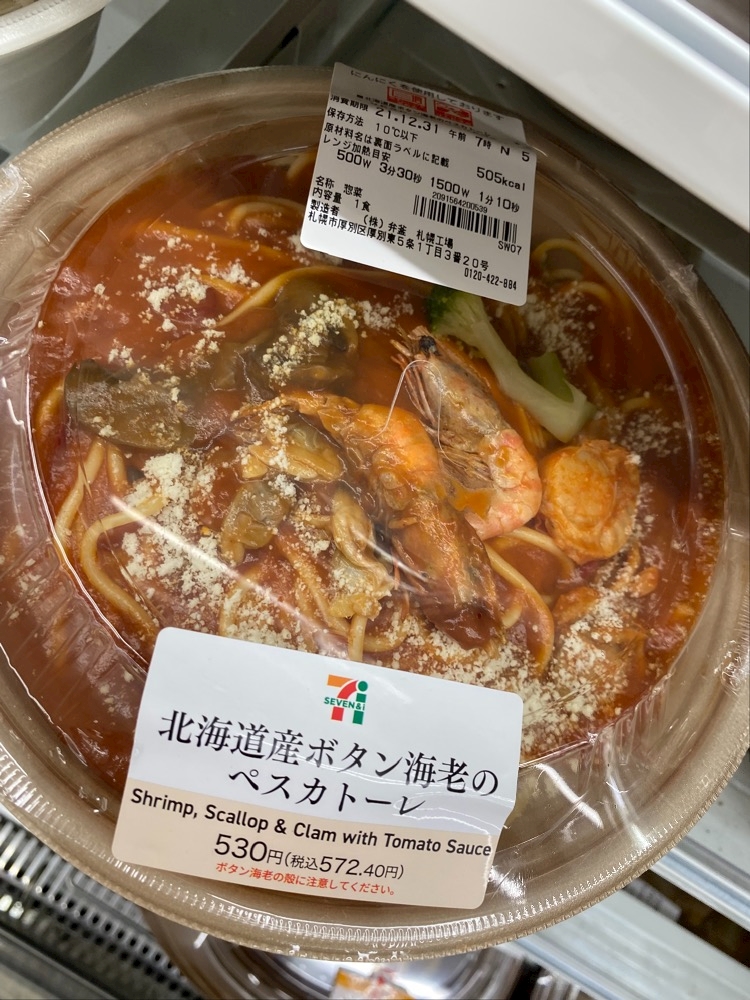 にんにくを使用しております
消費期限 21.12.31 午前 7時 N 5
保存方法 10℃以下
原材料名は裏面ラベルに記載 505kcal
レンジ加熱目安
500W 3分30秒 1500W 1分10秒
2091564200539
名称 惣菜
内容量 1食
SW07
製造者 (株)弁釜 札幌工場
札幌市厚別区厚別東5条1丁目3番20号
0120-422-884
SEVEN&i
北海道産ボタン海老の
ペスカトーレ
Shrimp, Scallop & Clam with Tomato Sauce
530円(税込572.40円)
ボタン海老の殻に注意してください。